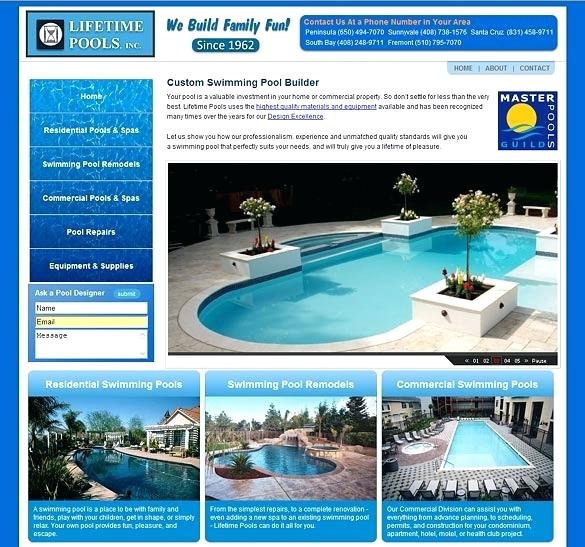 LIFETIME
POOLS, INC.
We Build Family Fun!
Since 1962
Contact Us At a Phone Number in Your Area
Peninsula (650) 494-7070 Sunnyvale (408) 738-1576 Santa Cruz (831) 458-9711
South Bay (408) 248-9711 Fremont (510) 795-7070
HOME | ABOUT | CONTACT
Home
Residential Pools & Spas
Swimming Pool Remodels
Commercial Pools & Spas
Pool Repairs
Equipment & Supplies
Ask a Pool Designer submit
Name
Email
Message
Custom Swimming Pool Builder
Your pool is a valuable investment in your home or commercial property. So don't settle for less than the very
best. Lifetime Pools uses the highest quality materials and equipment available and has been recognized
many times over the years for our Design Excellence.
Let us show you how our professionalism, experience and unmatched quality standards will give you
a swimming pool that perfectly suits your needs, and will truly give you a lifetime of pleasure.
MASTER
POOLS
GUILD
« 01 02 03 04 05 » Pause
Residential Swimming Pools
A swimming pool is a place to be with family and
friends, play with your children, get in shape, or simply
relax. Your own pool provides fun, pleasure, and
escape.
Swimming Pool Remodels
From the simplest repairs, to a complete renovation -
even adding a new spa to an existing swimming pool
- Lifetime Pools can do it all for you.
Commercial Swimming Pools
Our Commercial Division can assist you with
everything from advance planning, to scheduling,
permits, and construction for your condominium,
apartment, hotel, motel, or health club project.